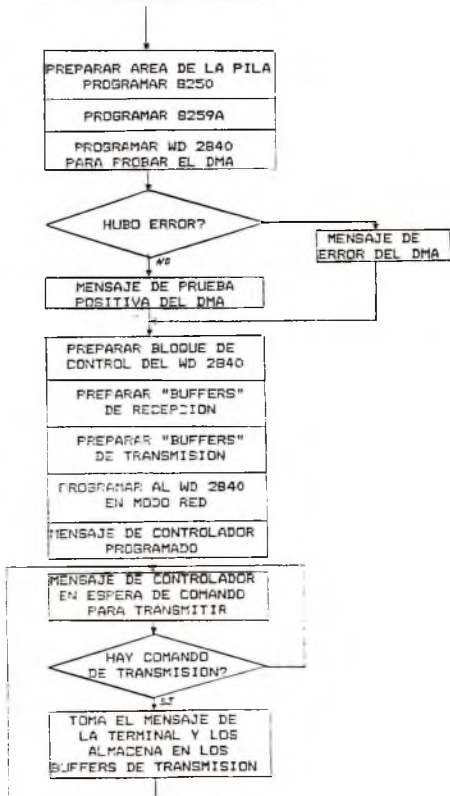 PREPARAR AREA DE LA PILA
PROGRAMAR 8250
PROGRAMAR 8259A
PROGRAMAR WD 2840
PARA PROBAR EL DMA
HUBO ERROR?
NO
MENSAJE DE
ERROR DEL DMA
MENSAJE DE PRUEBA
POSITIVA DEL DMA
PREPARAR BLOQUE DE
CONTROL DEL WD 2840
PREPARAR "BUFFERS"
DE RECEPCION
PREPARAR "BUFFERS"
DE TRANSMISION
PROGRAMAR AL WD 2840
EN MODO RED
MENSAJE DE CONTROLADOR
PROGRAMADO
MENSAJE DE CONTROLADOR
EN ESPERA DE COMANDO
PARA TRANSMITIR
HAY COMANDO
DE TRANSMISION?
SI
TOMA EL MENSAJE DE
LA TERMINAL Y LOS
ALMACENA EN LOS
BUFFERS DE TRANSMISION